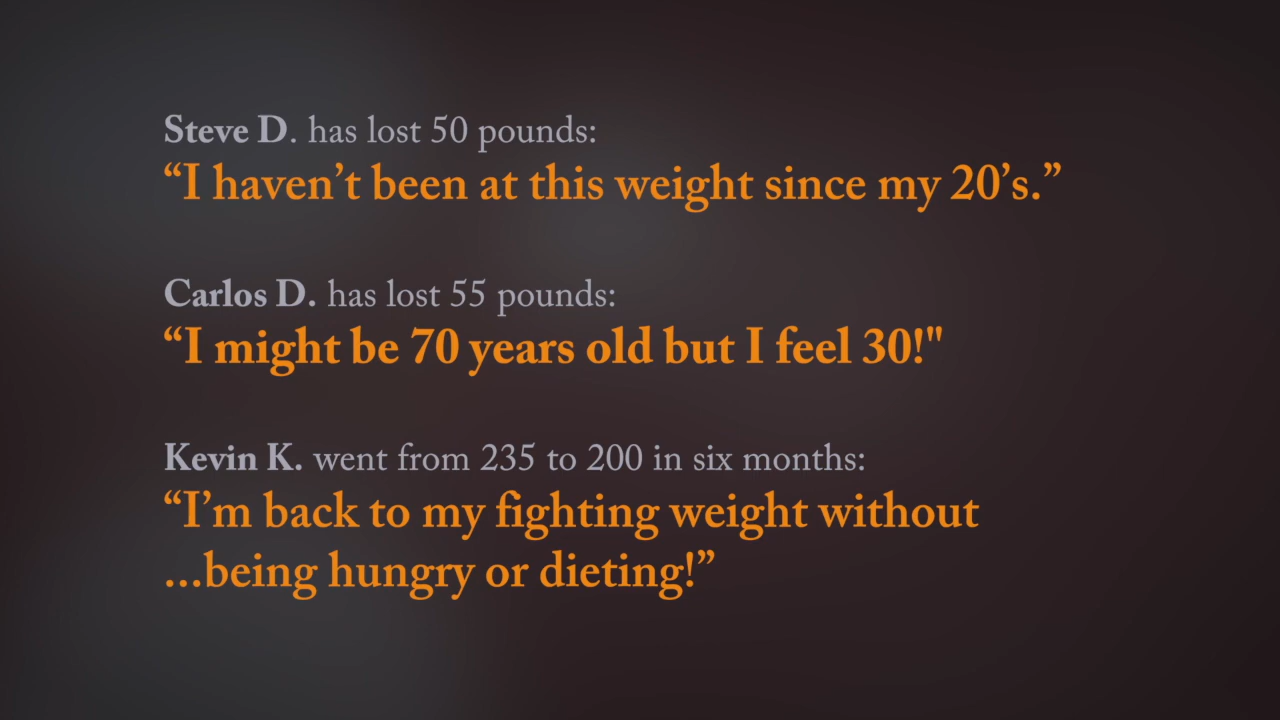 Steve D. has lost 50 pounds:
“I haven’t been at this weight since my 20’s.”
Carlos D. has lost 55 pounds:
“I might be 70 years old but I feel 30!"
Kevin K. went from 235 to 200 in six months:
“I’m back to my fighting weight without
...being hungry or dieting!”